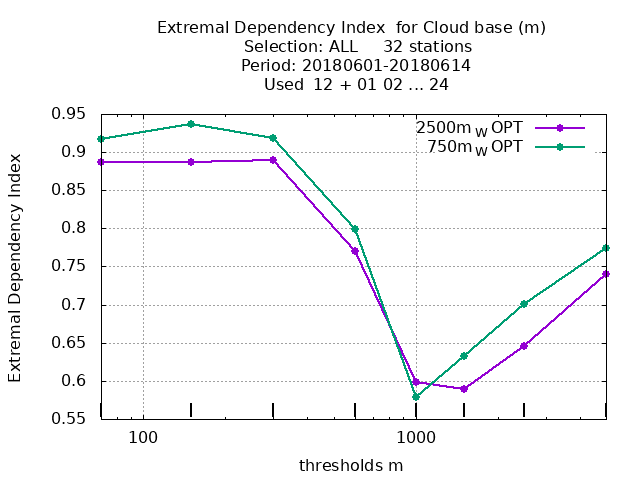 Extremal Dependency Index  for Cloud base (m)
Selection: ALL     32 stations
Period: 20180601-20180614
Used  12 + 01 02 ... 24
2500m W OPT
750m W OPT
Extremal Dependency Index
0.95
0.9
0.85
0.8
0.75
0.7
0.65
0.6
0.55
100 1000
thresholds m